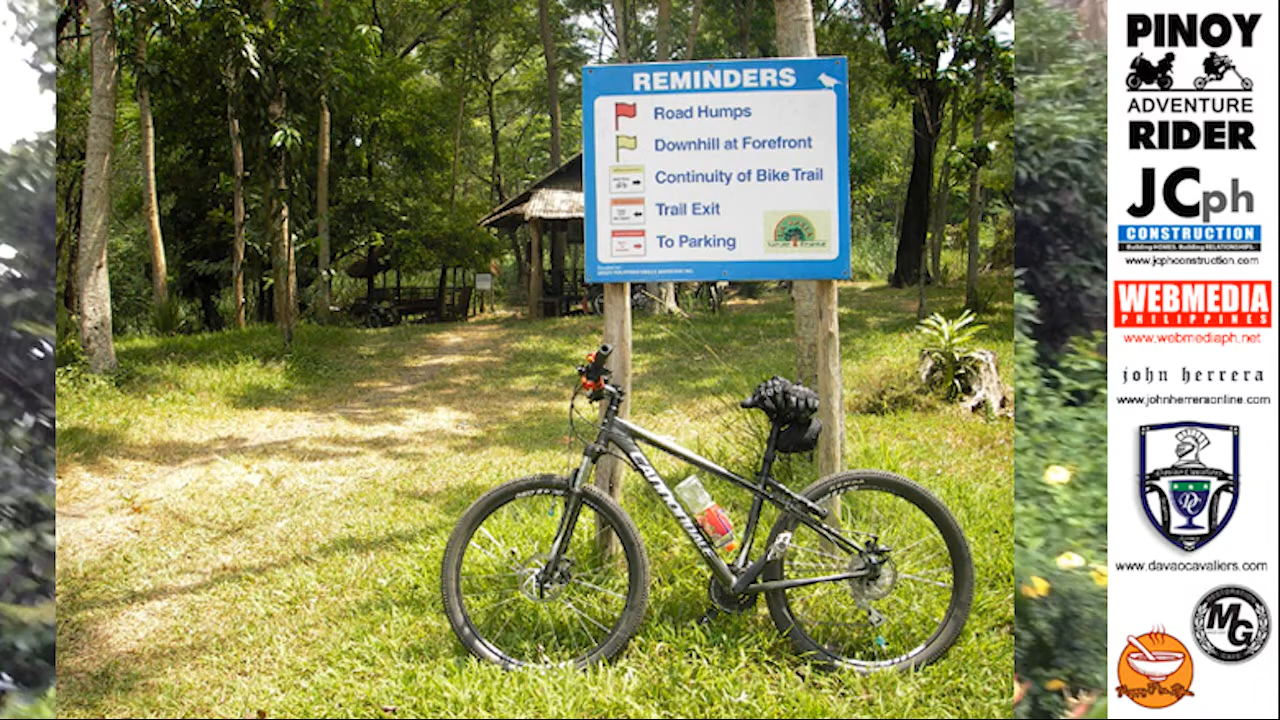 REMINDERS
Road Humps
Downhill at Forefront
Continuity of Bike Trail
Trail Exit
To Parking
CANNONDALE
KENDA
PINOY
ADVENTURE
RIDER
JCph
CONSTRUCTION
Building HOMES. Building RELATIONSHIPS.
www.jcphconstruction.com
WEBMEDIA
PHILIPPINES
www.webmediaph.net
john herrera
www.johnherreraonline.com
www.davaocavaliers.com
MG